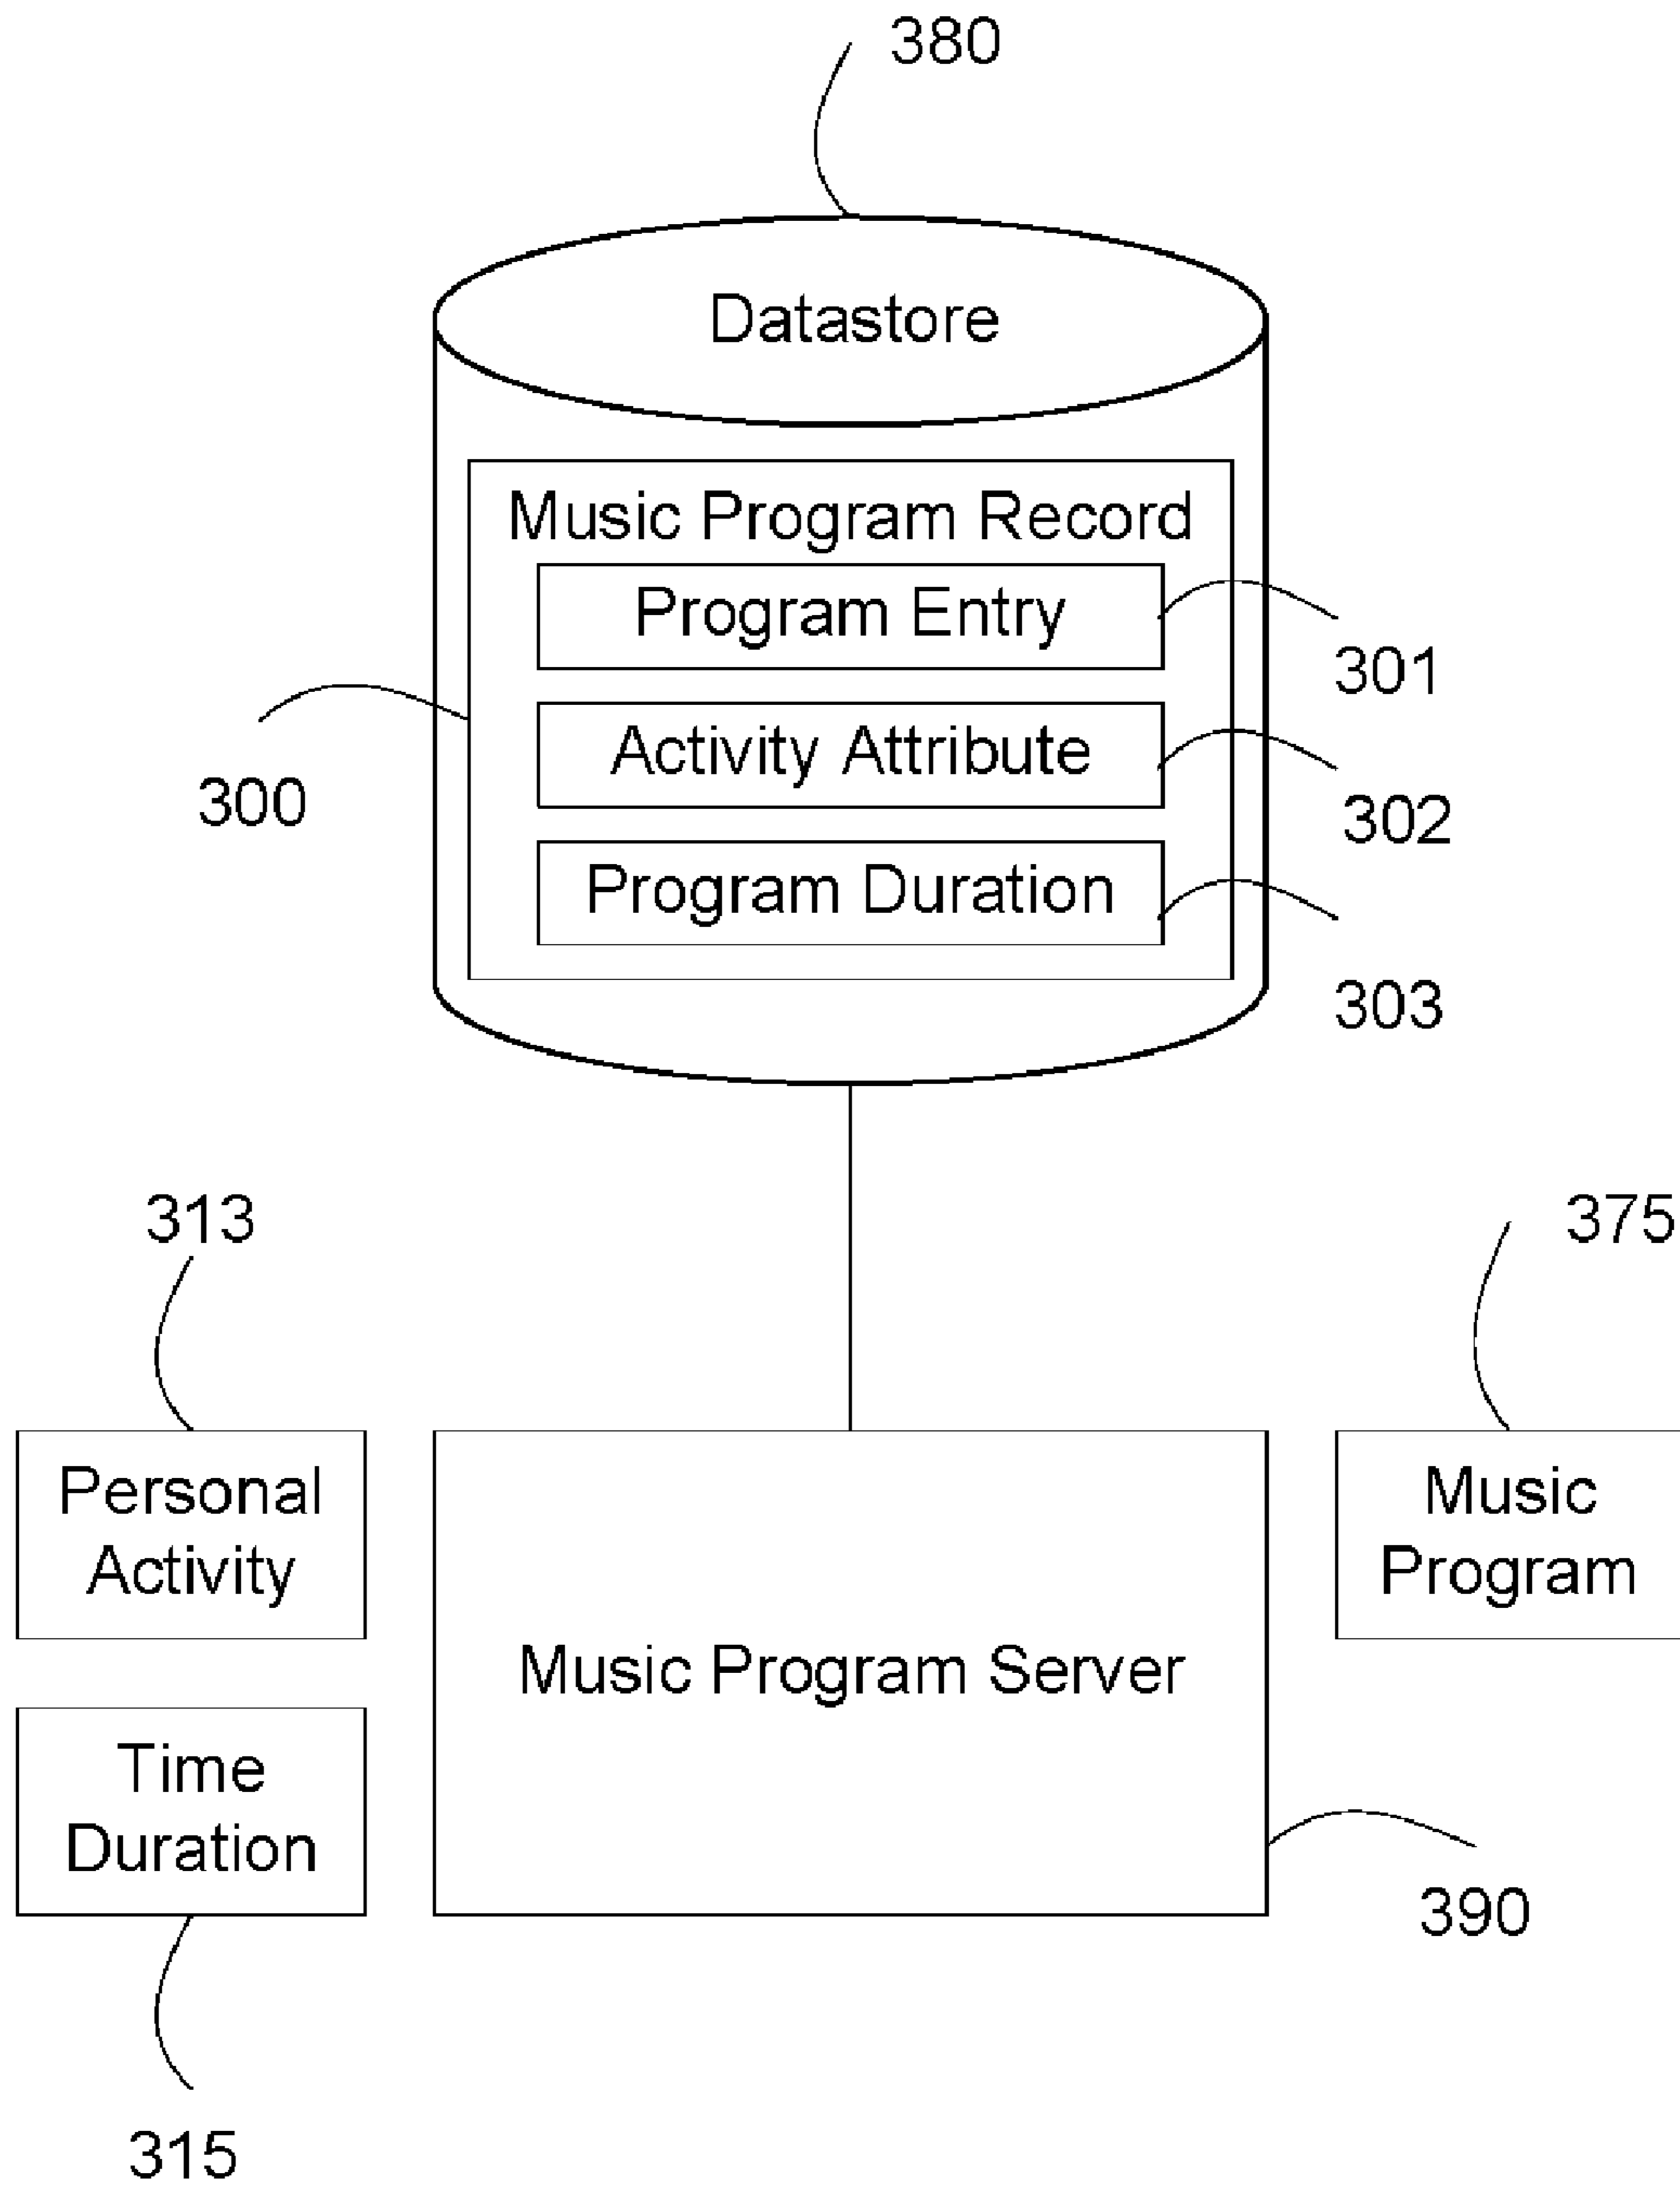 380
Datastore
Music Program Record
Program Entry
301
Activity Attribute
300
302
Program Duration
303
313
375
Personal
Activity
Music
Program
Music Program Server
Time
Duration
390
315